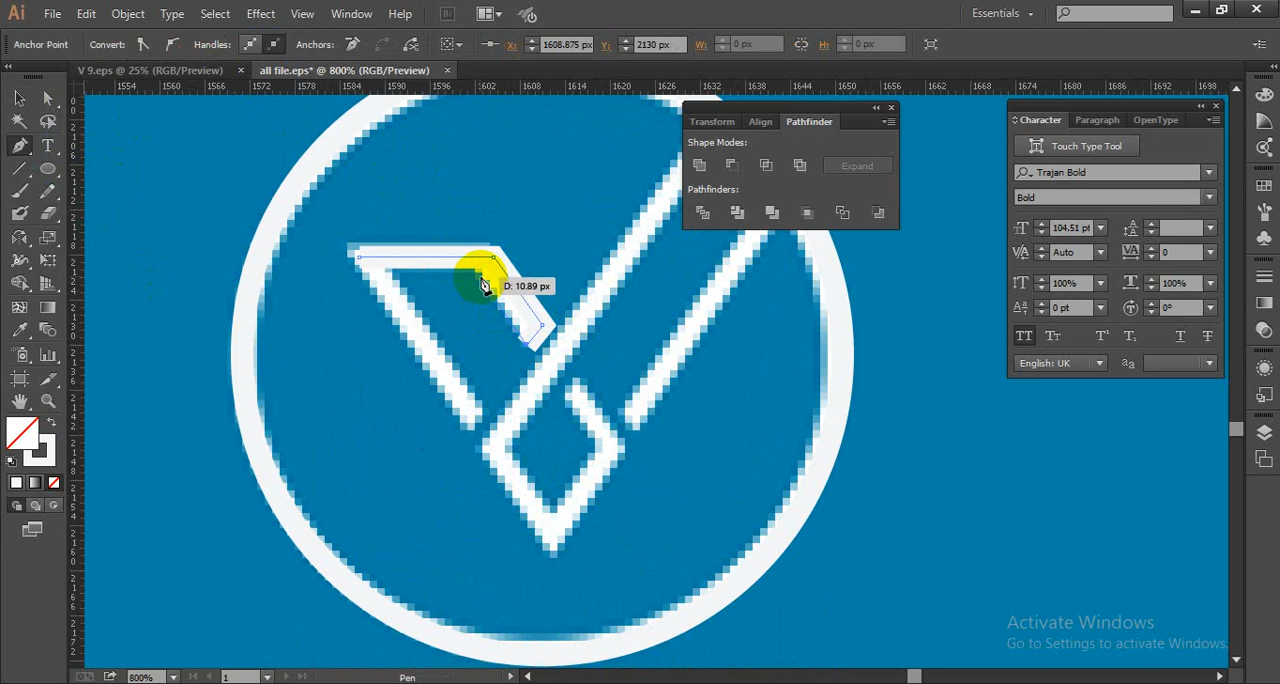 Ai File Edit Object Type Select Effect View Window Help Br Essentials
Anchor Point Convert: Handles: Anchors: X: 1608.875 px Y: 2130 px W: 0 px H: 0 px
V 9.eps @ 25% (RGB/Preview) × all file.eps* @ 800% (RGB/Preview) ×
1554 1560 1566 1572 1578 1584 1590 1596 1602 1608 1614 1620 1626 1632 1638 1644 1650 1656 1662 1668 1674 1680 1686 1692 1698
Transform Align Pathfinder
Shape Modes:
Expand
Pathfinders:
Character Paragraph OpenType
Touch Type Tool
Trajan Bold
Bold
104.51 pt
Auto 0
100% 100%
0 pt 0°
English: UK
D: 10.89 px
Activate Windows
Go to Settings to activate Windows.
800% 1 Pen